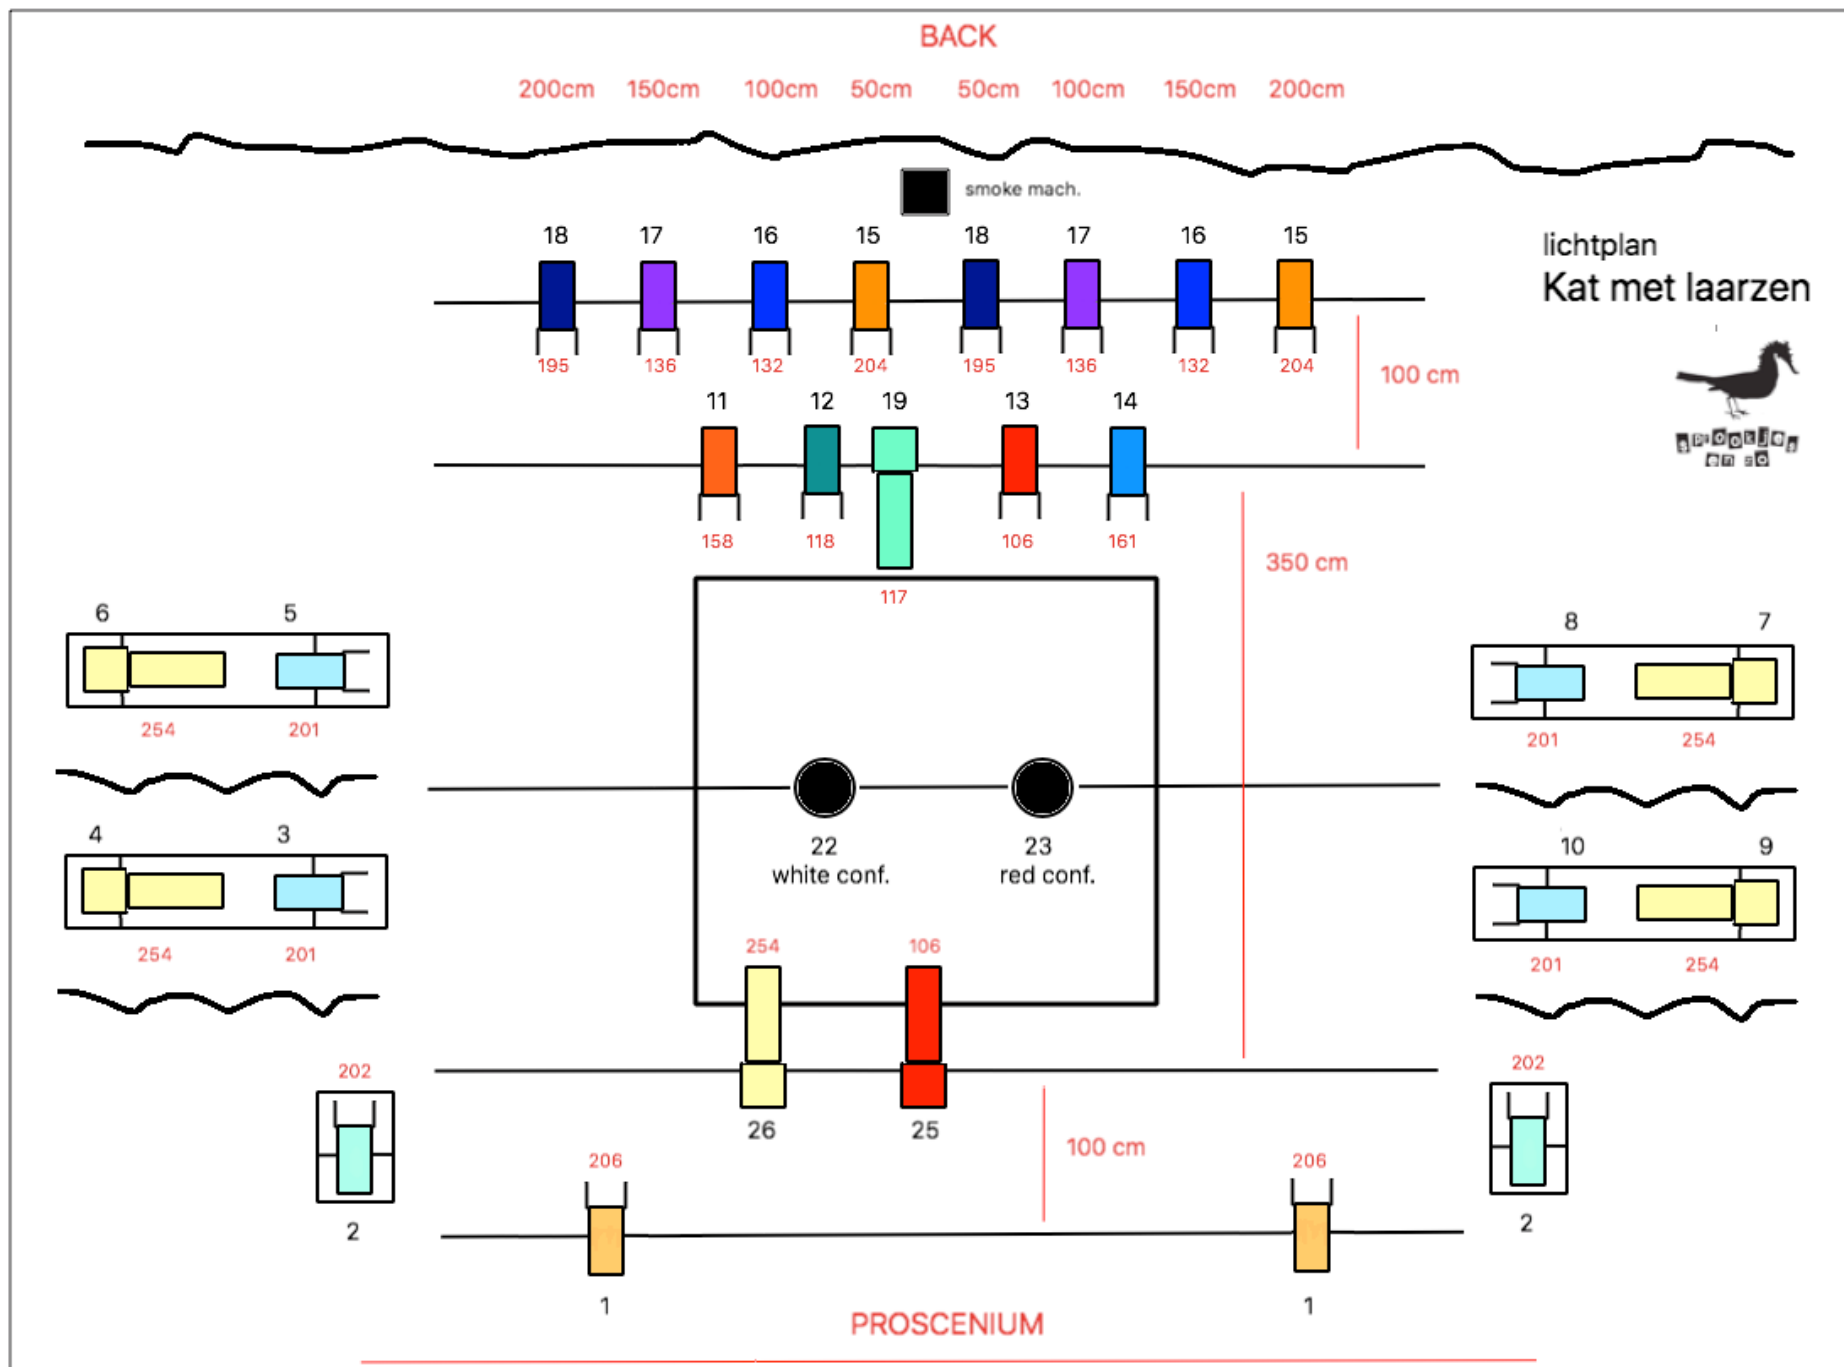 BACK
200cm 150cm 100cm 50cm 50cm 100cm 150cm 200cm
smoke mach.
18 17 16 15 18 17 16 15
lichtplan
Kat met laarzen
195 136 132 204 195 136 132 204
100 cm
11 12 19 13 14
sprookjes
en so
158 118 106 161
350 cm
117
6 5 8 7
254 201 201 254
4 3 22 23 10 9
white conf. red conf.
254 201 254 106 201 254
202 202
26 25
100 cm
206 206
2 2
1 1
PROSCENIUM